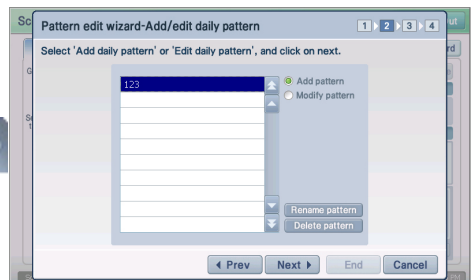 Pattern edit wizard-Add/edit daily pattern
1 2 3 4
Select 'Add daily pattern' or 'Edit daily pattern', and click on next.
123
Add pattern
Modify pattern
Rename pattern
Delete pattern
Prev Next End Cancel